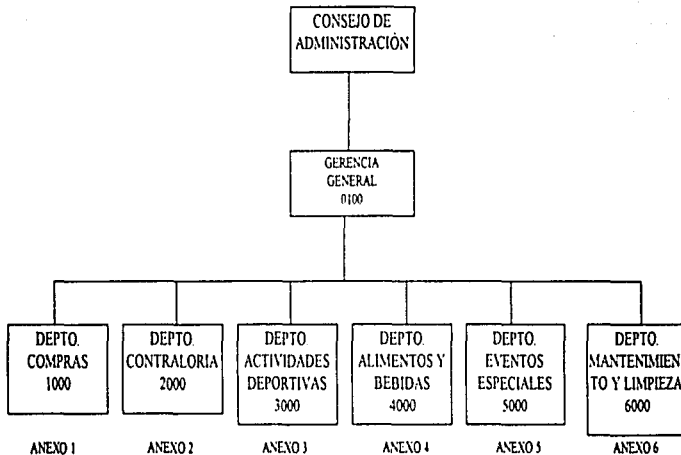 CONSEJO DE
ADMINISTRACIÓN
GERENCIA
GENERAL
0100
DEPTO.
COMPRAS
1000
DEPTO.
CONTRALORIA
2000
DEPTO.
ACTIVIDADES
DEPORTIVAS
3000
DEPTO.
ALIMENTOS Y
BEBIDAS
4000
DEPTO.
EVENTOS
ESPECIALES
5000
DEPTO.
MANTENIMIEN
TO Y LIMPIEZA
6000
ANEXO 1
ANEXO 2
ANEXO 3
ANEXO 4
ANEXO 5
ANEXO 6